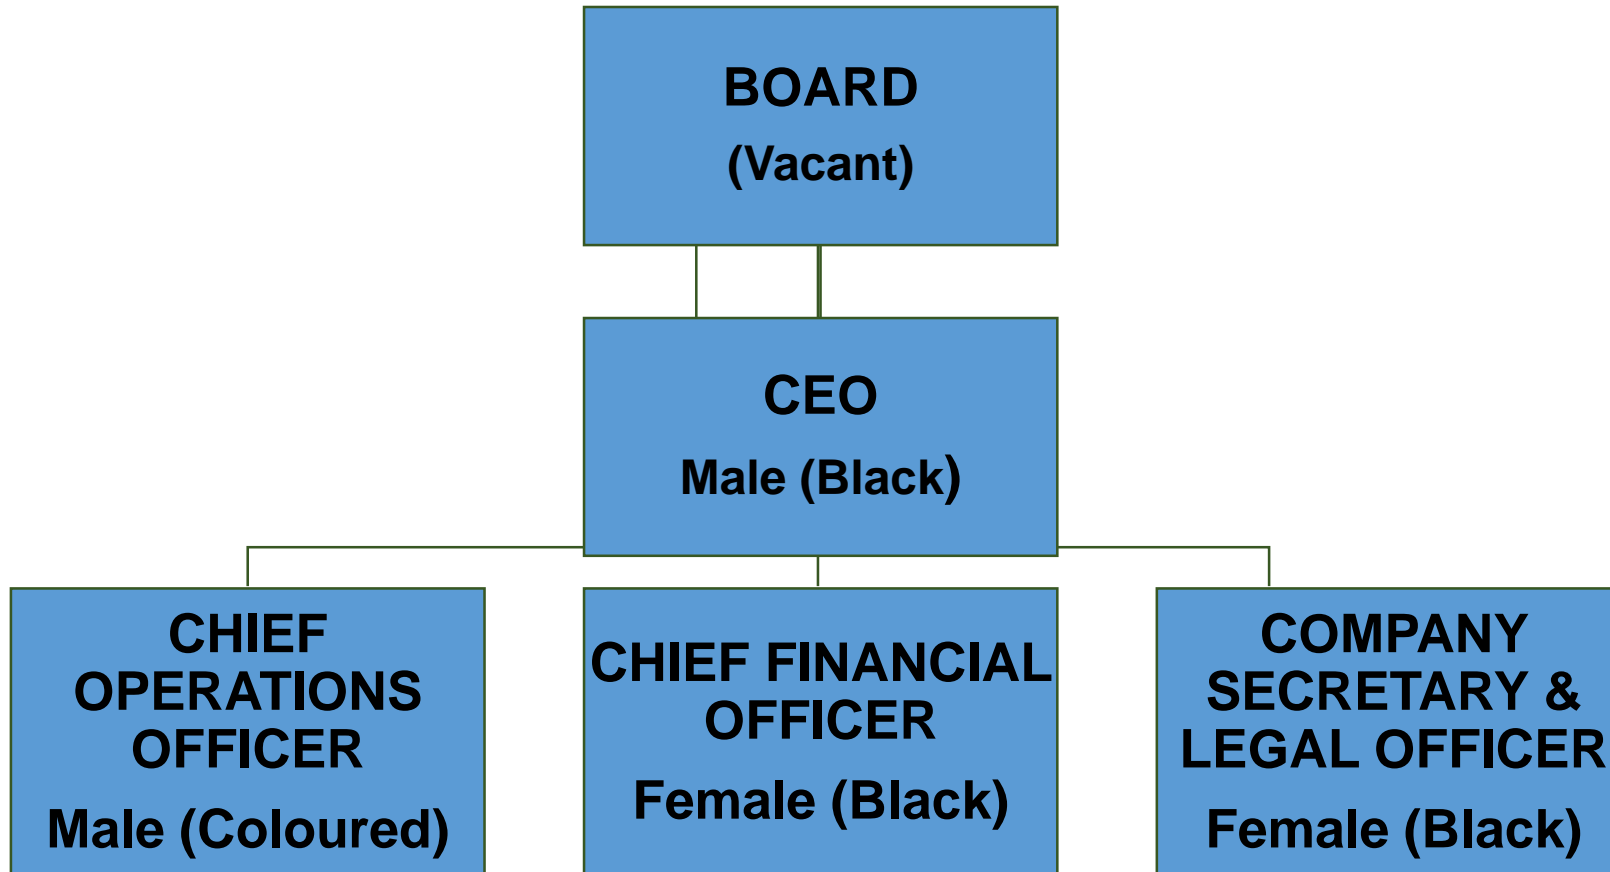 BOARD
(Vacant)
CEO
Male (Black)
CHIEF
OPERATIONS
OFFICER
Male (Coloured)
CHIEF FINANCIAL
OFFICER
Female (Black)
COMPANY
SECRETARY &
LEGAL OFFICER
Female (Black)